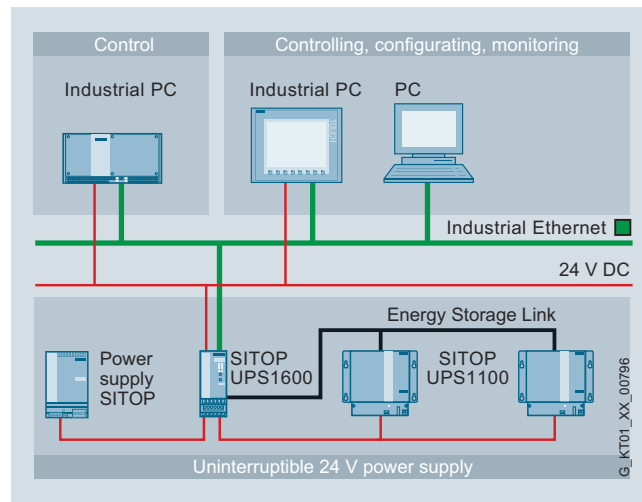 Control
Controlling, configurating, monitoring
Industrial PC
Industrial PC
PC
Industrial Ethernet
24 V DC
Energy Storage Link
Power
supply
SITOP
SITOP
UPS1600
SITOP
UPS1100
Uninterruptible 24 V power supply
G_KT01_XX_00796